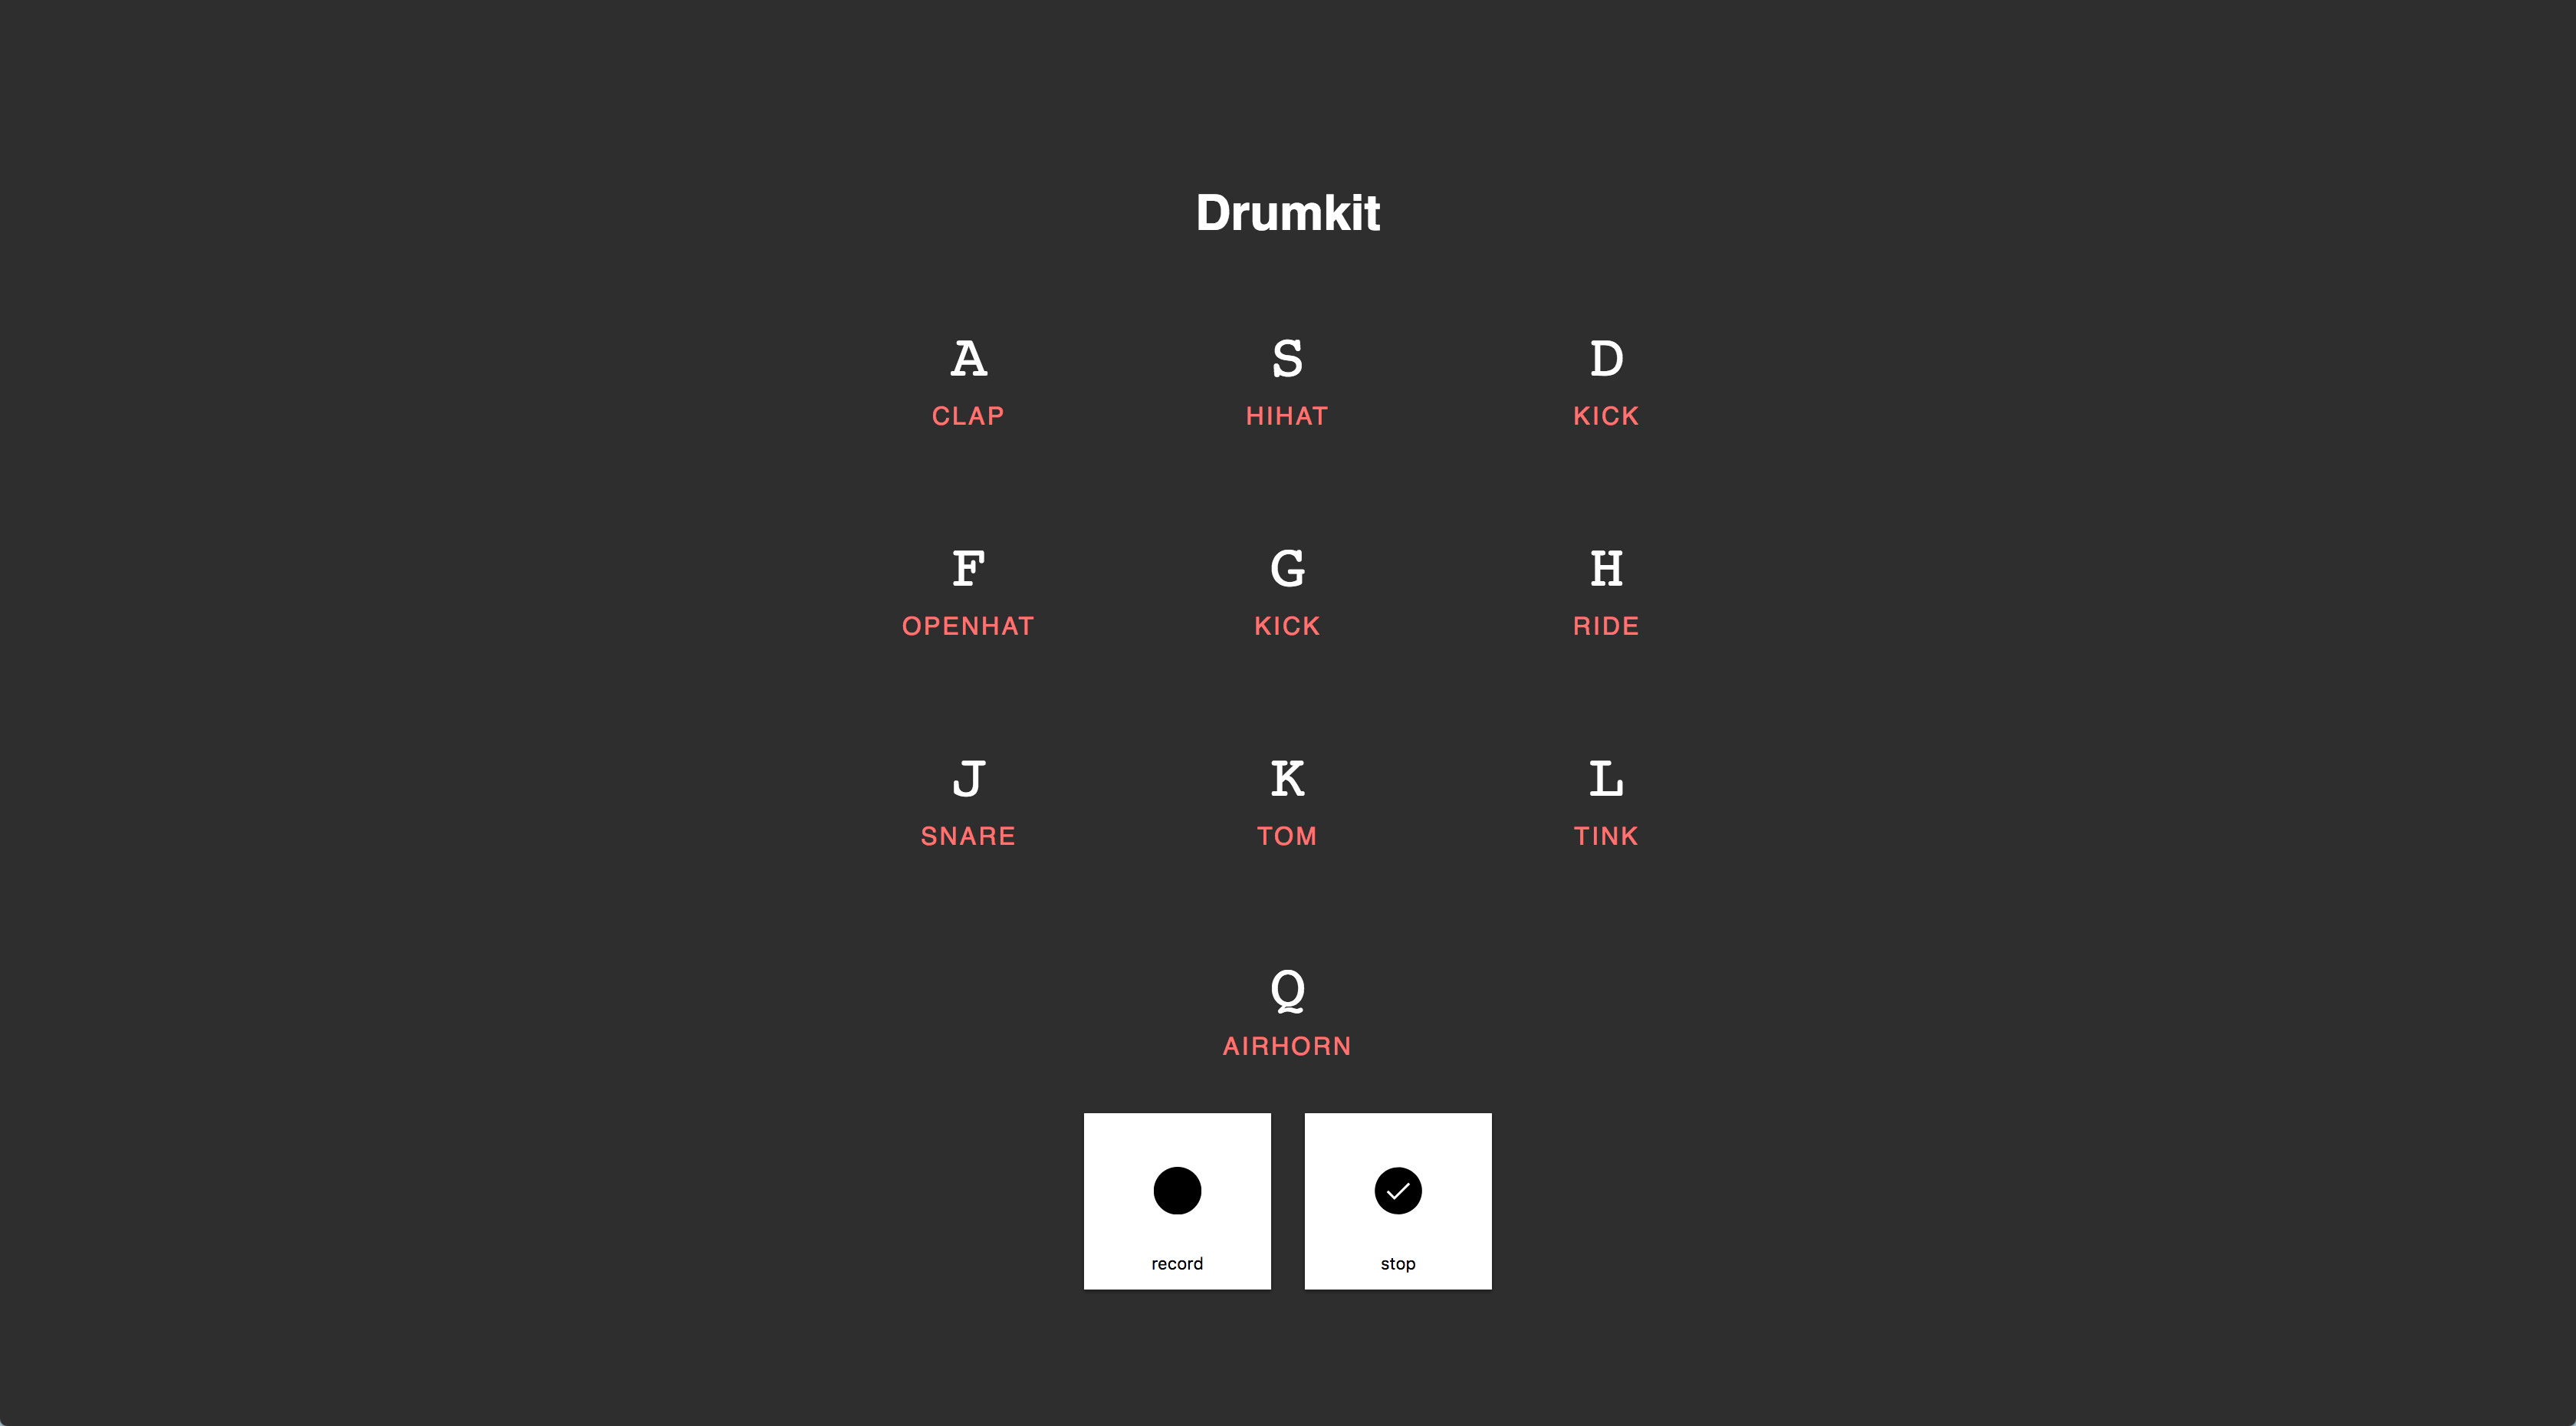 Drumkit
A S D
CLAP HIHAT KICK
F G H
OPENHAT KICK RIDE
J K L
SNARE TOM TINK
Q
AIRHORN
record stop